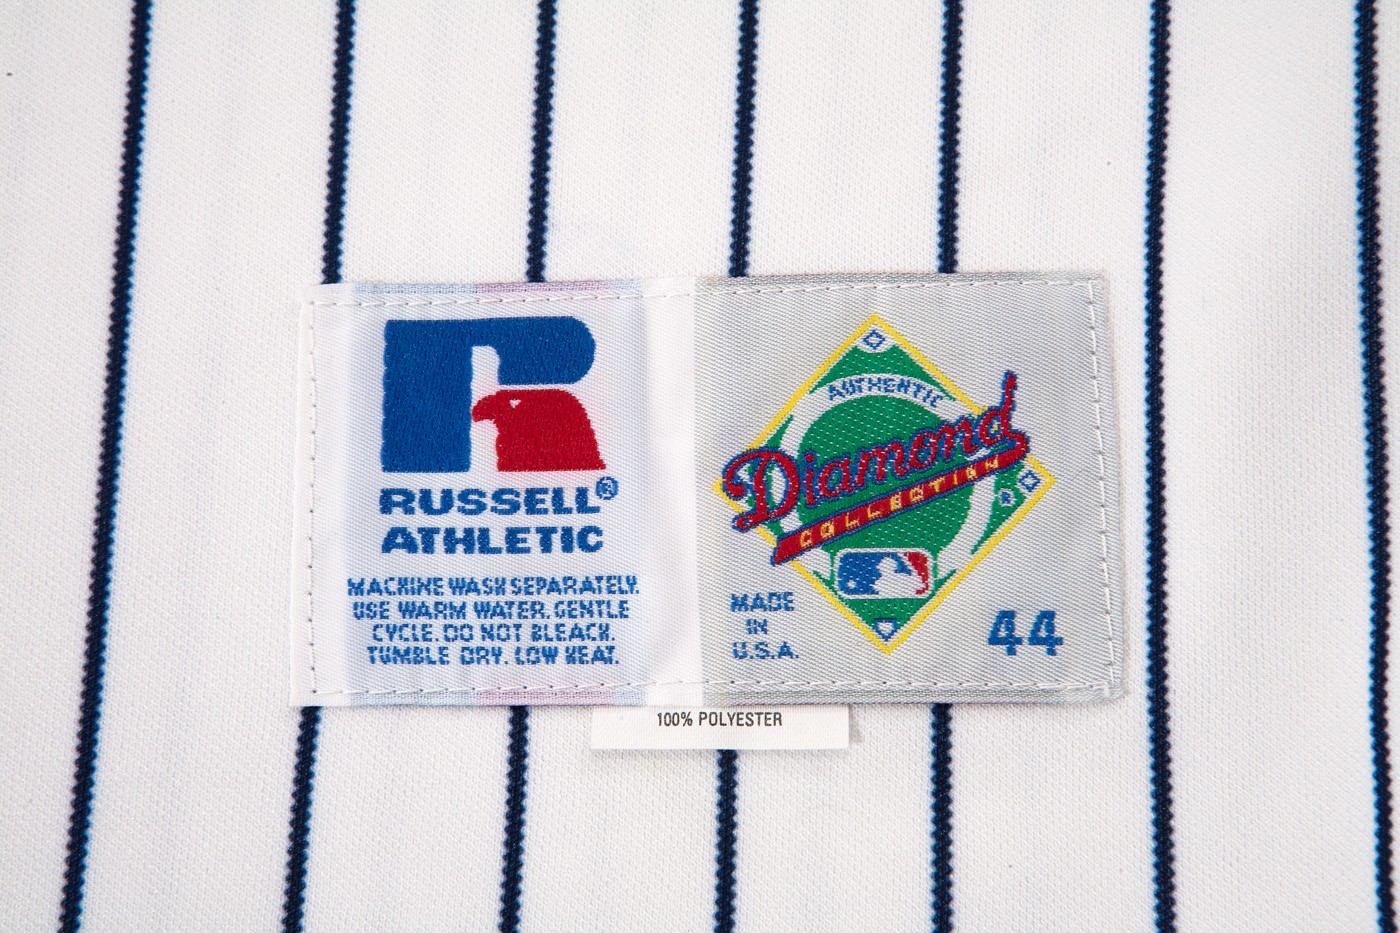 RUSSELL®
ATHLETIC
MACHINE WASH SEPARATELY.
USE WARM WATER, GENTLE
CYCLE. DO NOT BLEACH.
TUMBLE DRY. LOW HEAT.
AUTHENTIC
Diamond
COLLECTION
®
MADE
IN
U.S.A.
44
100% POLYESTER